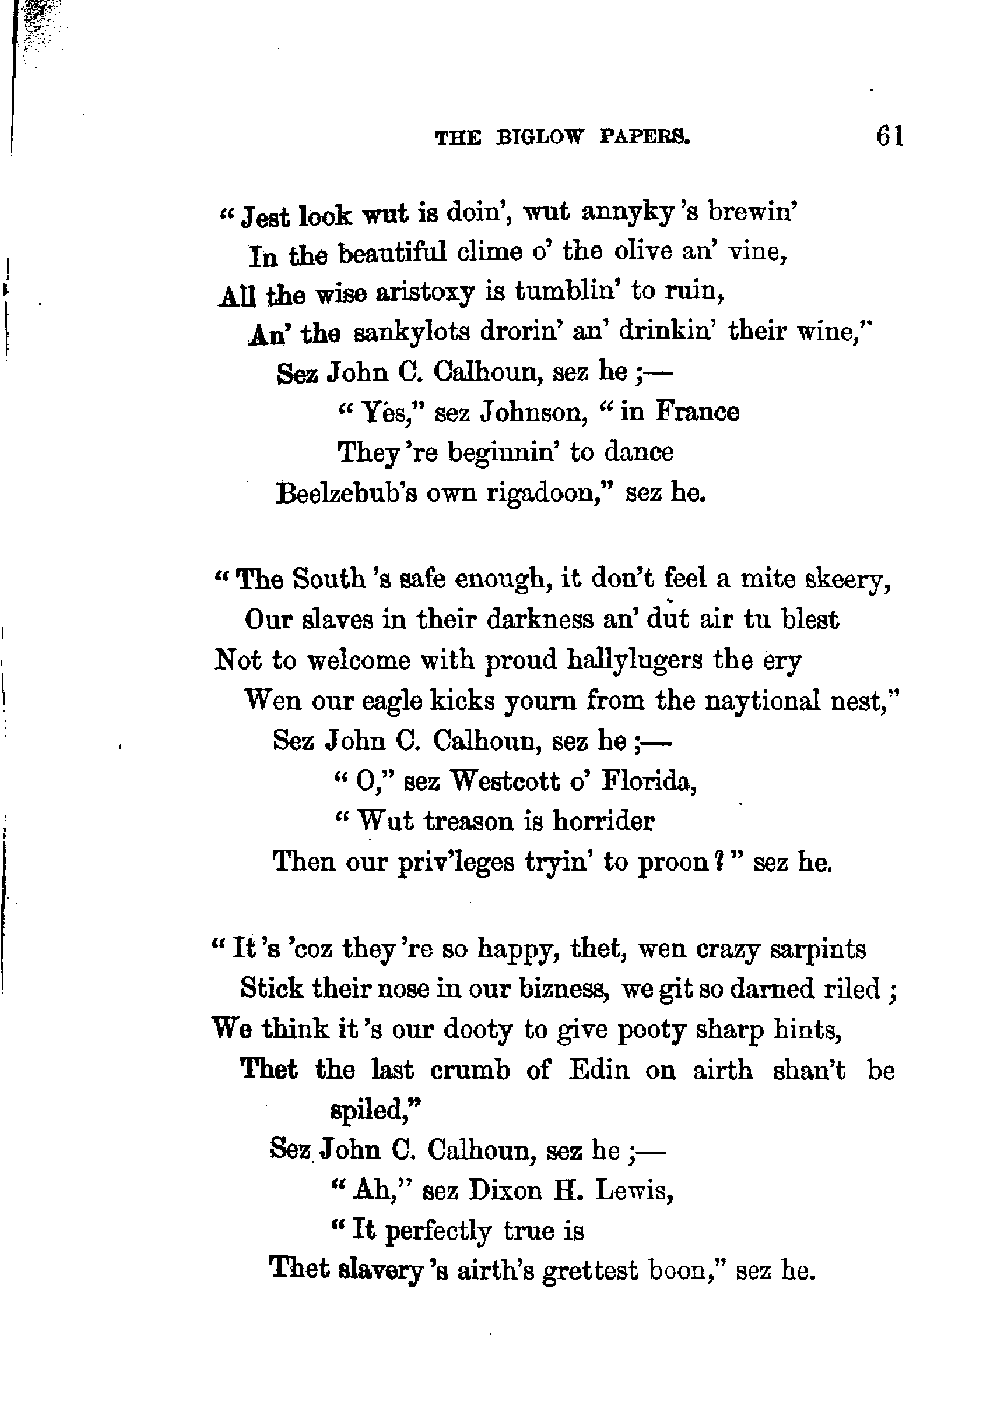 THE BIGLOW PAPERS. 61
“Jest look wut is doin’, wut annyky ’s brewin’
In the beautiful clime o’ the olive an’ vine,
All the wise aristoxy is tumblin’ to ruin,
An’ the sankylots drorin’ an’ drinkin’ their wine,”
Sez John C. Calhoun, sez he ;—
“Yes,” sez Johnson, “in France
They ’re beginnin’ to dance
Beelzebub’s own rigadoon,” sez he.
“The South ’s safe enough, it don’t feel a mite skeery,
Our slaves in their darkness an’ dut air tu blest
Not to welcome with proud hallylugers the ery
Wen our eagle kicks yourn from the naytional nest,”
Sez John C. Calhoun, sez he ;—
“O,” sez Westcott o’ Florida,
“Wut treason is horrider
Then our priv’leges tryin’ to proon?” sez he.
“It ’s ’coz they ’re so happy, thet, wen crazy sarpints
Stick their nose in our bizness, we git so darned riled ;
We think it ’s our dooty to give pooty sharp hints,
Thet the last crumb of Edin on airth shan’t be
spiled,”
Sez John C. Calhoun, sez he ;—
“Ah,” sez Dixon H. Lewis,
“It perfectly true is
Thet slavery ’s airth’s grettest boon,” sez he.